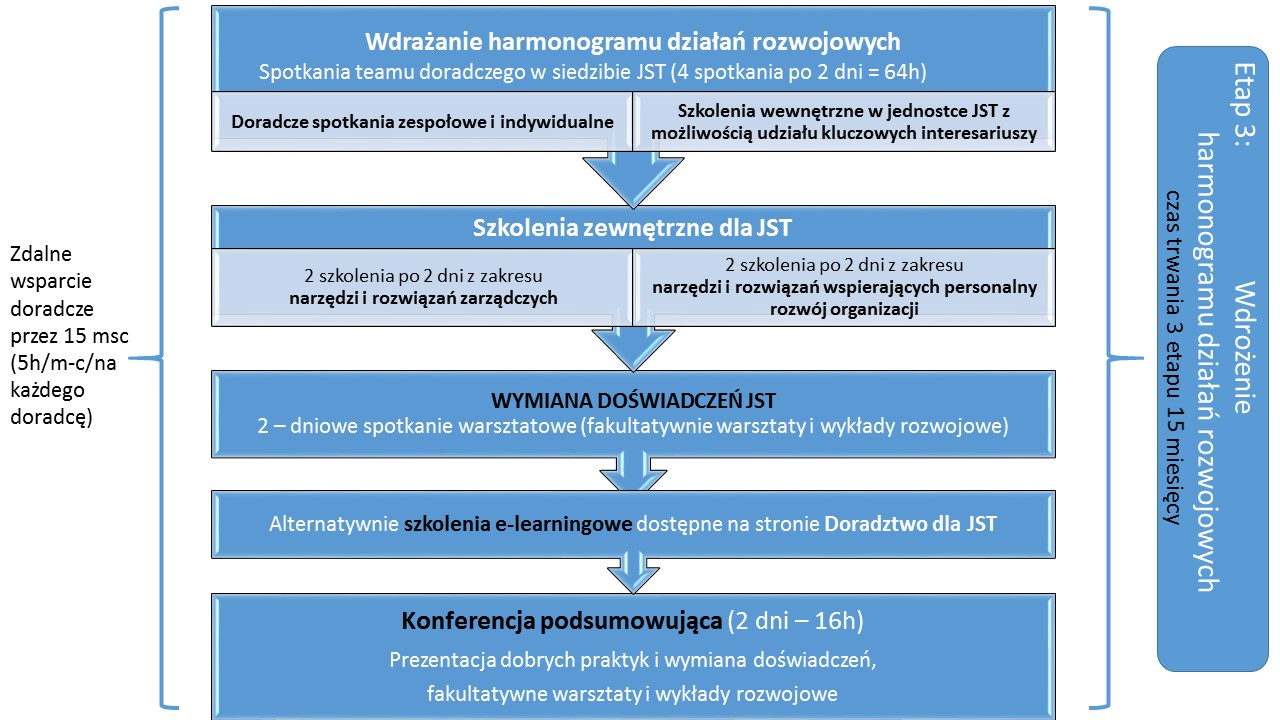 Wdrażanie harmonogramu działań rozwojowych
Spotkania teamu doradczego w siedzibie JST (4 spotkania po 2 dni = 64h)
Doradcze spotkania zespołowe i indywidualne
Szkolenia wewnętrzne w jednostce JST z
możliwością udziału kluczowych interesariuszy
Szkolenia zewnętrzne dla JST
2 szkolenia po 2 dni z zakresu
narzędzi i rozwiązań zarządczych
2 szkolenia po 2 dni z zakresu
narzędzi i rozwiązań wspierających personalny
rozwój organizacji
WYMIANA DOŚWIADCZEŃ JST
2 – dniowe spotkanie warsztatowe (fakultatywnie warsztaty i wykłady rozwojowe)
Alternatywnie szkolenia e-learningowe dostępne na stronie Doradztwo dla JST
Konferencja podsumowująca (2 dni – 16h)
Prezentacja dobrych praktyk i wymiana doświadczeń,
fakultatywne warsztaty i wykłady rozwojowe
Zdalne
wsparcie
doradcze
przez 15 msc
(5h/m-c/na
każdego
doradcę)
Etap 3: Wdrożenie
harmonogramu działań rozwojowych
czas trwania 3 etapu 15 miesięcy